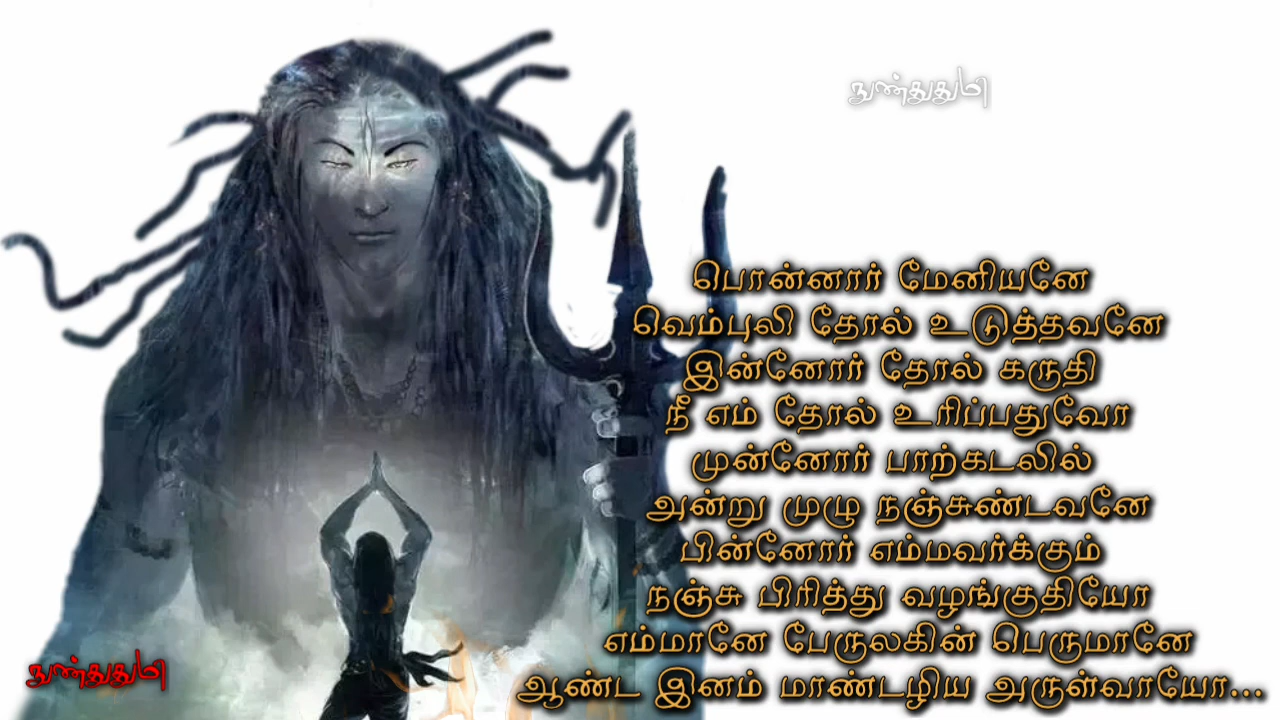 நுண்துதுமி
பொன்னார் மேனியனே
வெம்புலி தோல் உடுத்தவனே
இன்னோர் தோல் கருதி
நீ எம் தோல் உரிப்பதுவோ
முன்னோர் பாற்கடலில்
அன்று முழு நஞ்சுண்டவனே
பின்னோர் எம்மவர்க்கும்
நஞ்சு பிரித்து வழங்குதியோ
எம்மானே பேருலகின் பெருமானே
ஆண்ட இனம் மாண்டழிய அருள்வாயோ...
நுண்துதுமி